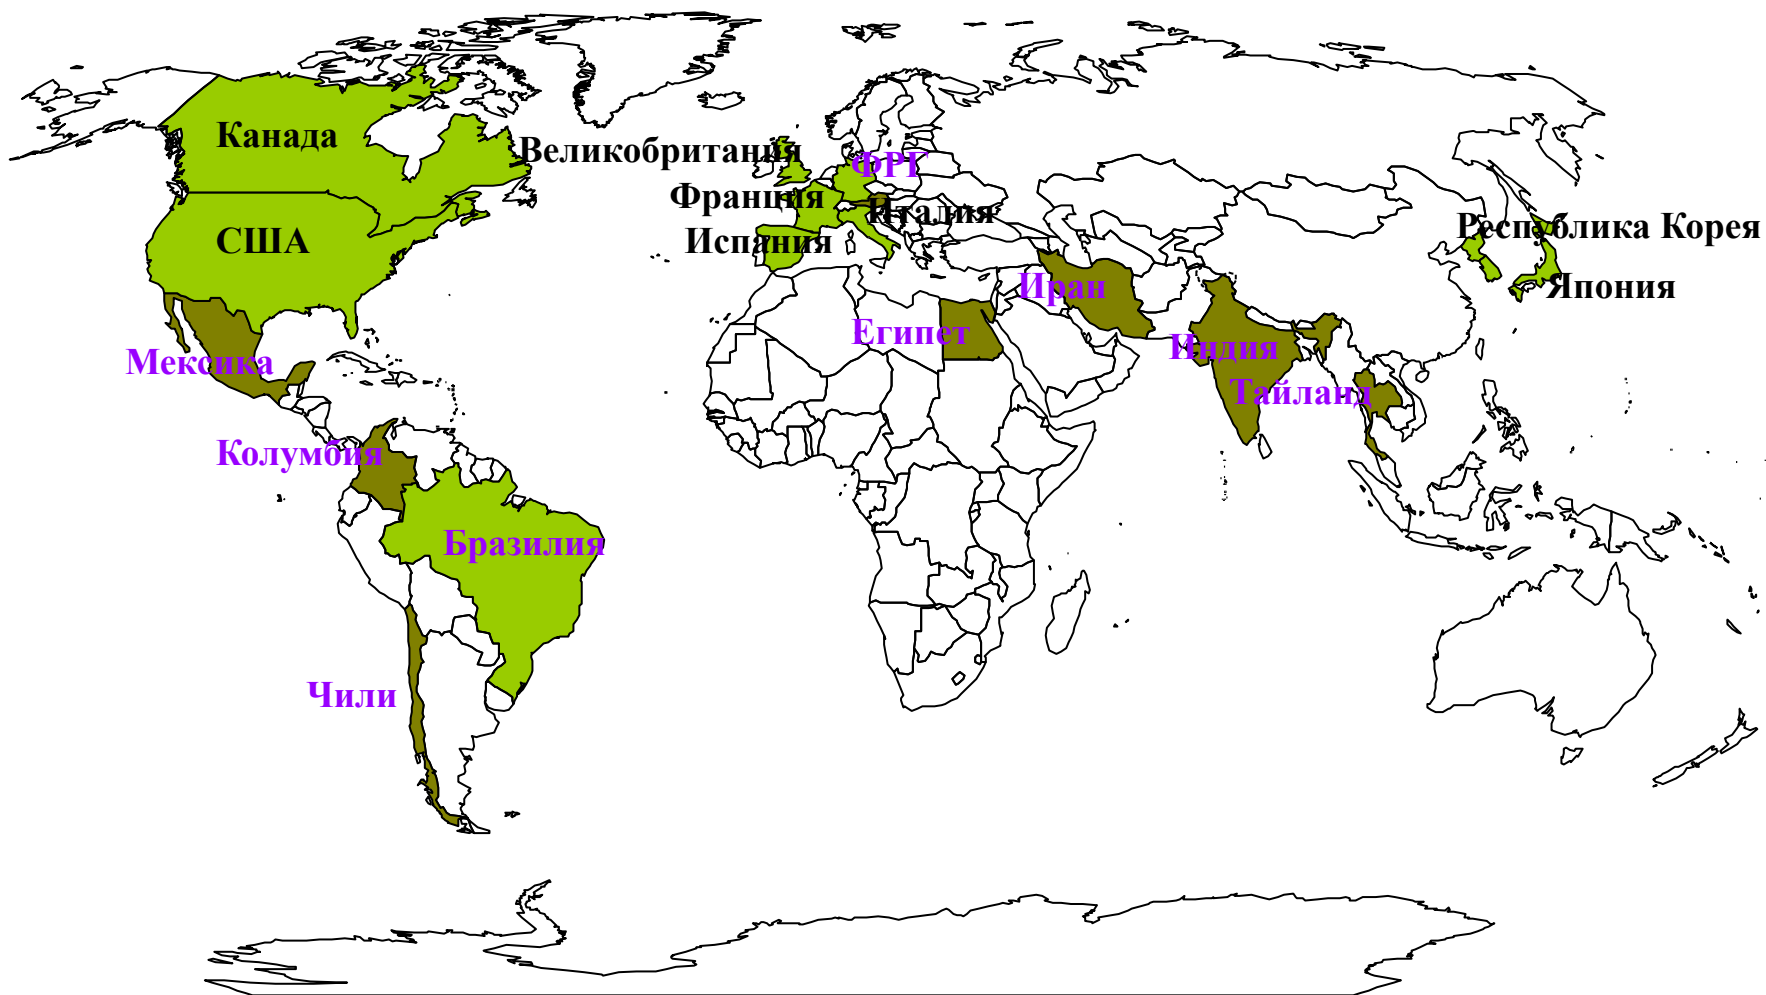 Канада
Великобритания
ФРГ
Франция
Италия
США
Испания
Республика Корея
Иран
Япония
Египет
Мексика
Индия
Тайланд
Колумбия
Бразилия
Чили